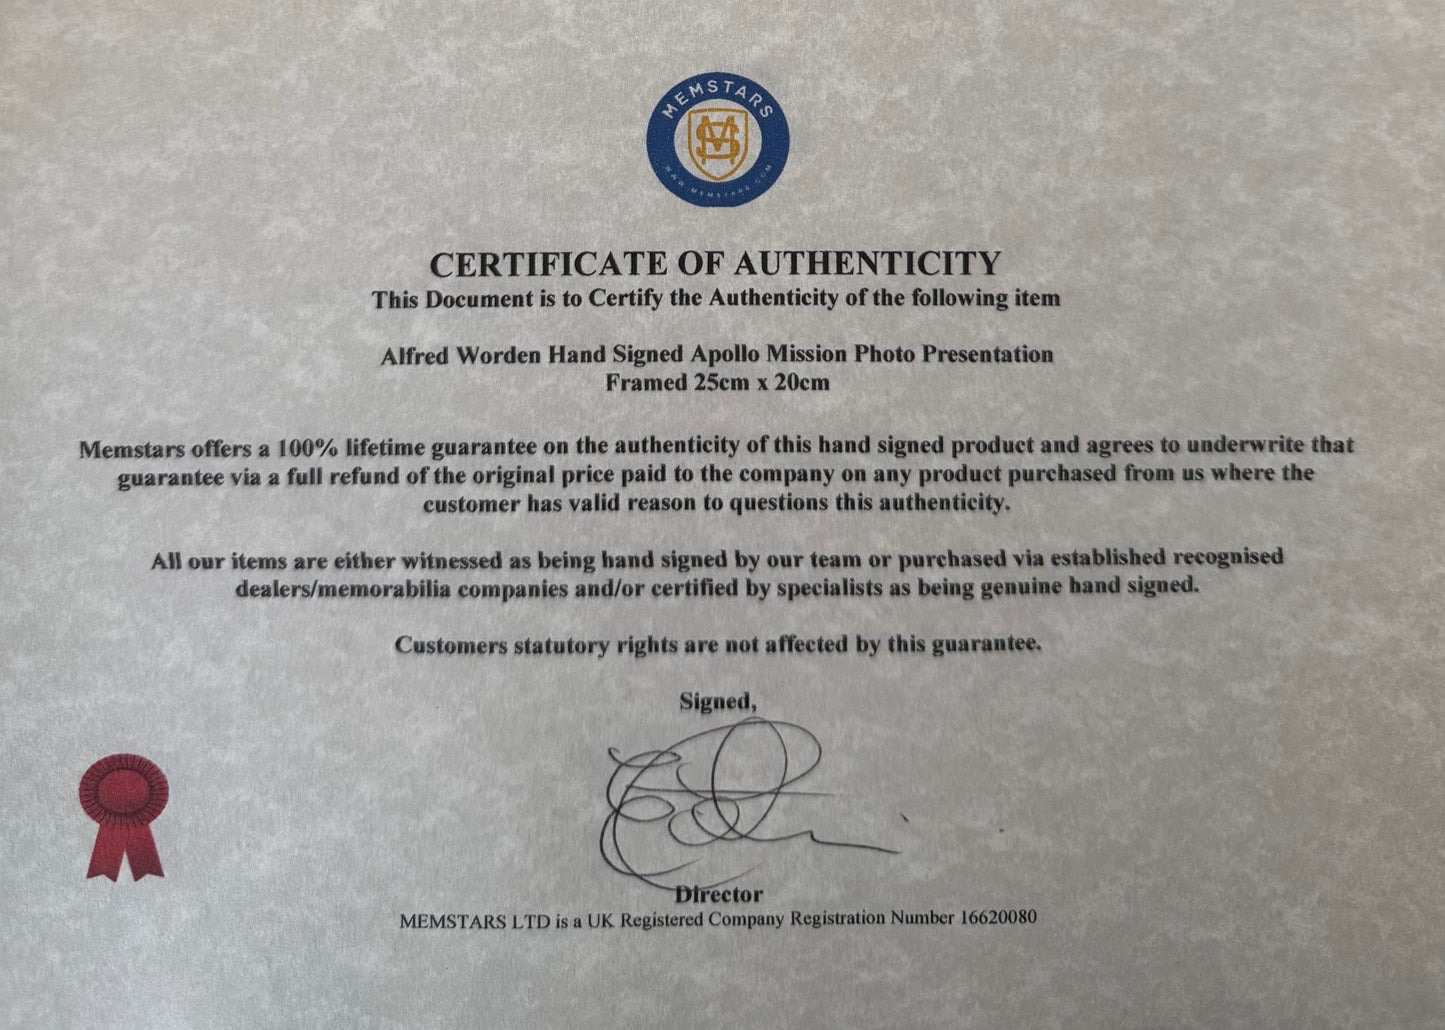 MEMSTARS
MS
WWW.MEMSTARS.COM
CERTIFICATE OF AUTHENTICITY
This Document is to Certify the Authenticity of the following item
Alfred Worden Hand Signed Apollo Mission Photo Presentation
Framed 25cm x 20cm
Memstars offers a 100% lifetime guarantee on the authenticity of this hand signed product and agrees to underwrite that
guarantee via a full refund of the original price paid to the company on any product purchased from us where the
customer has valid reason to questions this authenticity.
All our items are either witnessed as being hand signed by our team or purchased via established recognised
dealers/memorabilia companies and/or certified by specialists as being genuine hand signed.
Customers statutory rights are not affected by this guarantee.
Signed,
Director
MEMSTARS LTD is a UK Registered Company Registration Number 16620080